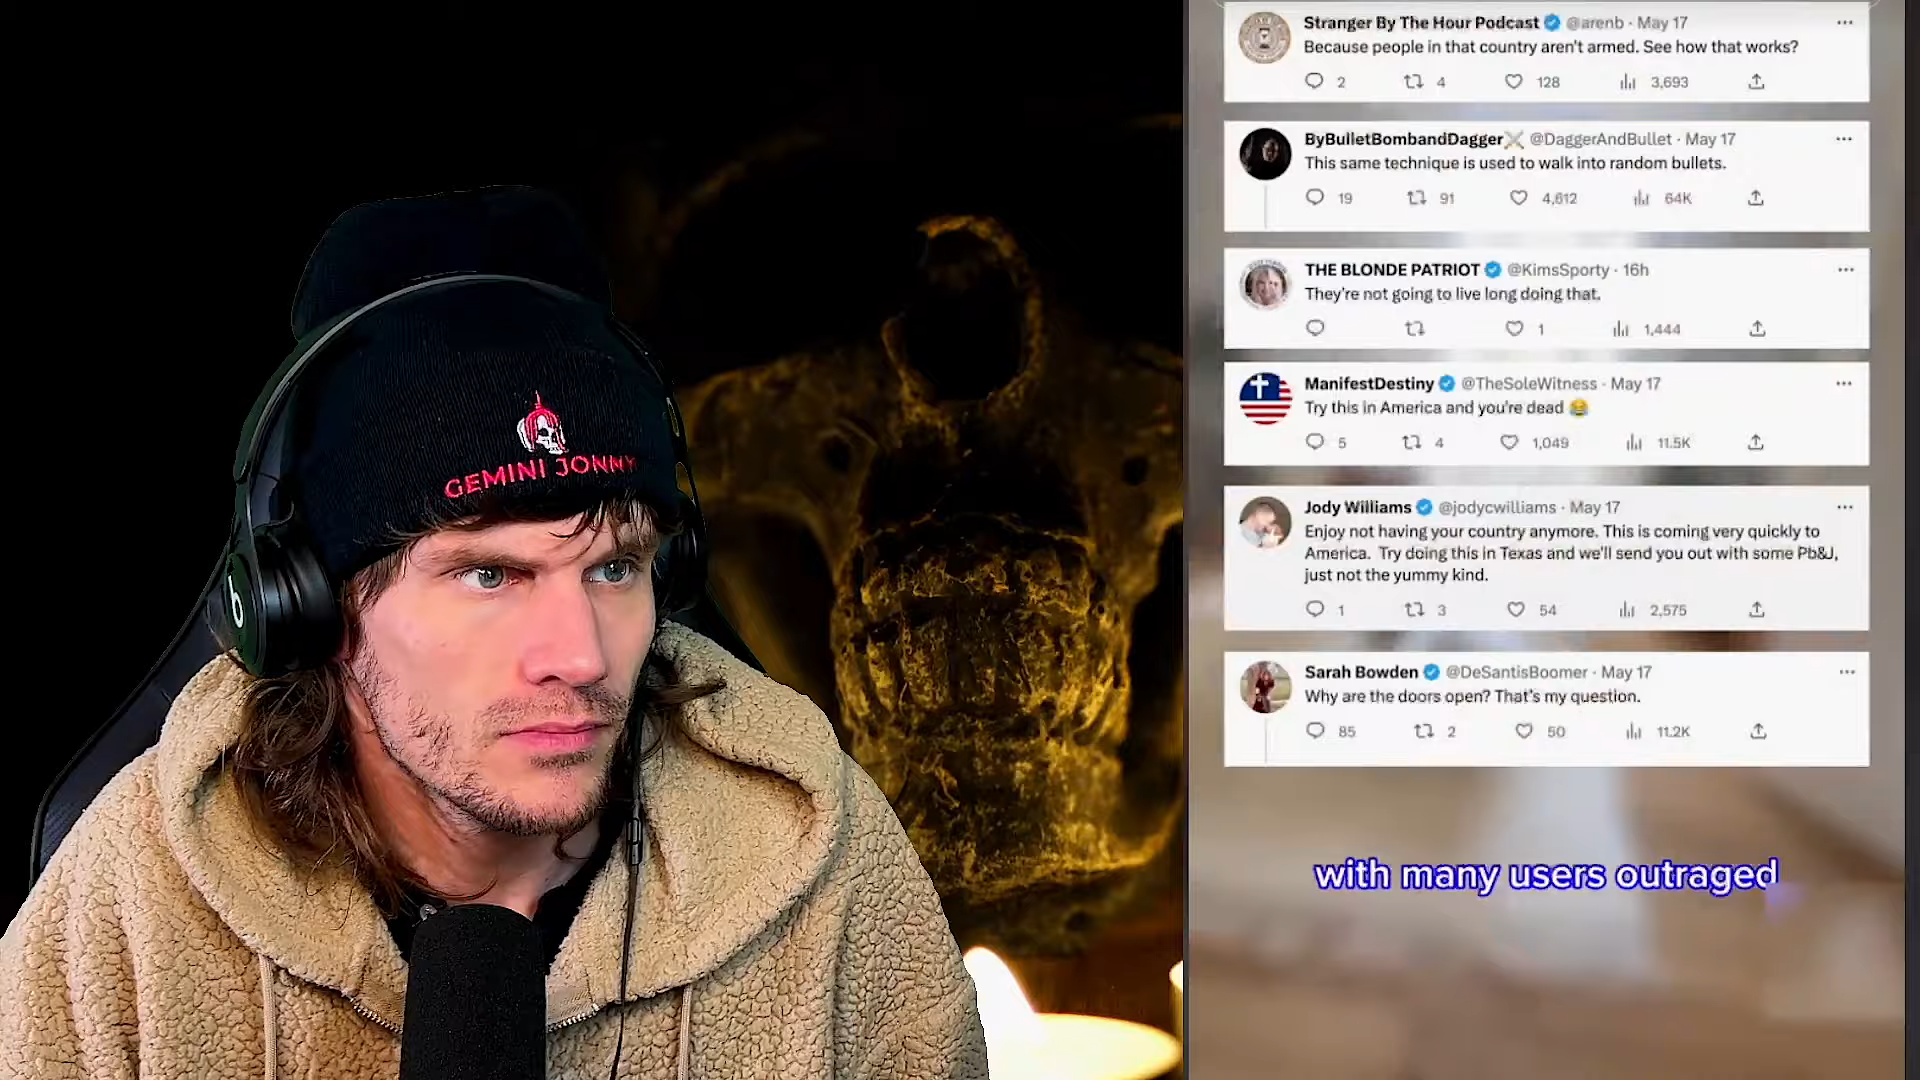 GEMINI JONNY
Stranger By The Hour Podcast @arenb · May 17
Because people in that country aren't armed. See how that works?
2 4 128 3,693
ByBulletBombandDagger⚔️ @DaggerAndBullet · May 17
This same technique is used to walk into random bullets.
19 91 4,612 64K
THE BLONDE PATRIOT @KimsSporty · 16h
They're not going to live long doing that.
1 1,444
ManifestDestiny @TheSoleWitness · May 17
Try this in America and you're dead 😂
5 4 1,049 11.5K
Jody Williams @jodycwilliams · May 17
Enjoy not having your country anymore. This is coming very quickly to
America. Try doing this in Texas and we'll send you out with some Pb&J,
just not the yummy kind.
1 3 54 2,575
Sarah Bowden @DeSantisBoomer · May 17
Why are the doors open? That's my question.
85 2 50 11.2K
with many users outraged